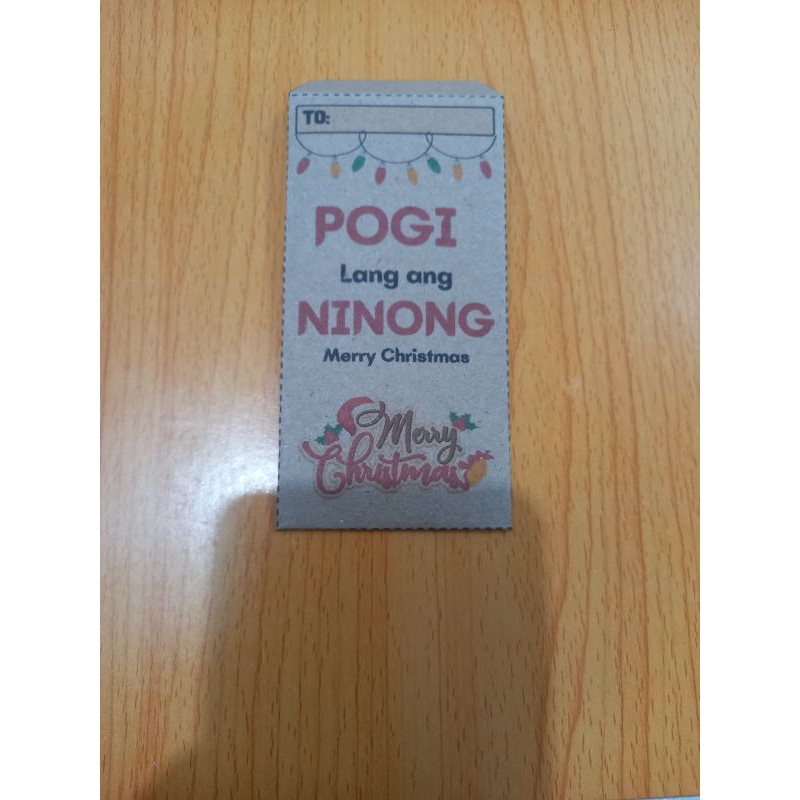 TO:
POGI
Lang ang
NINONG
Merry Christmas
Merry
Christmas